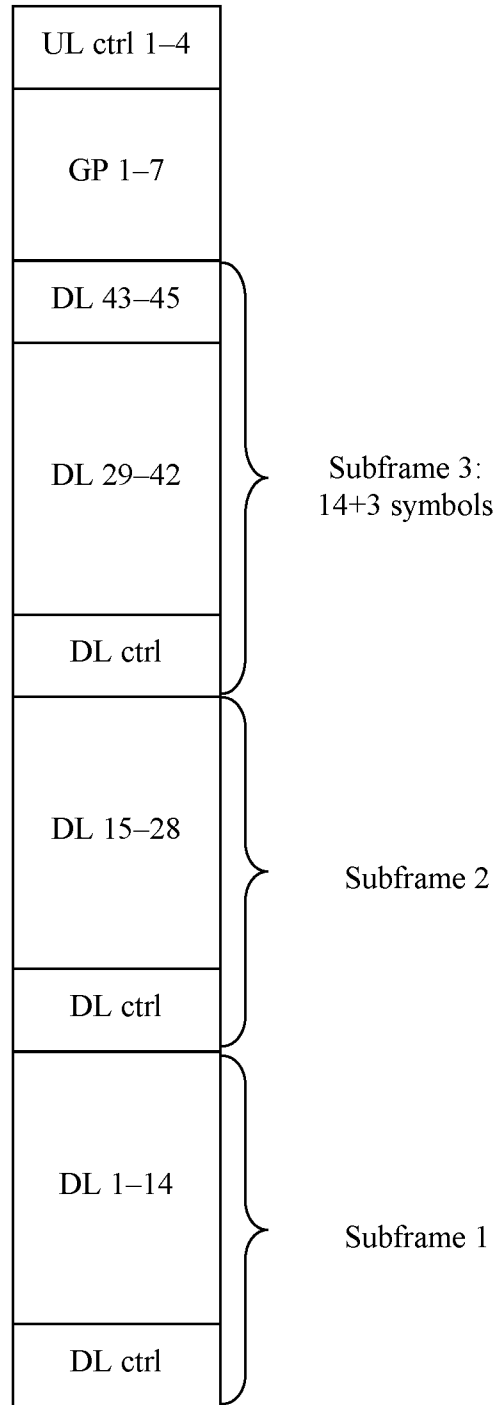 UL ctrl 1–4
GP 1–7
DL 43–45
DL 29–42
Subframe 3:
14+3 symbols
DL ctrl
DL 15–28
Subframe 2
DL ctrl
DL 1–14
Subframe 1
DL ctrl